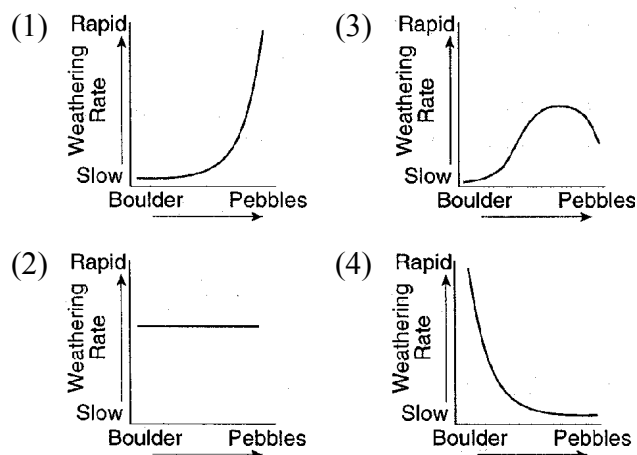 (1)
Rapid
Weathering
Rate
Slow
Boulder Pebbles
(3)
Rapid
Weathering
Rate
Slow
Boulder Pebbles
(2)
Rapid
Weathering
Rate
Slow
Boulder Pebbles
(4)
Rapid
Weathering
Rate
Slow
Boulder Pebbles